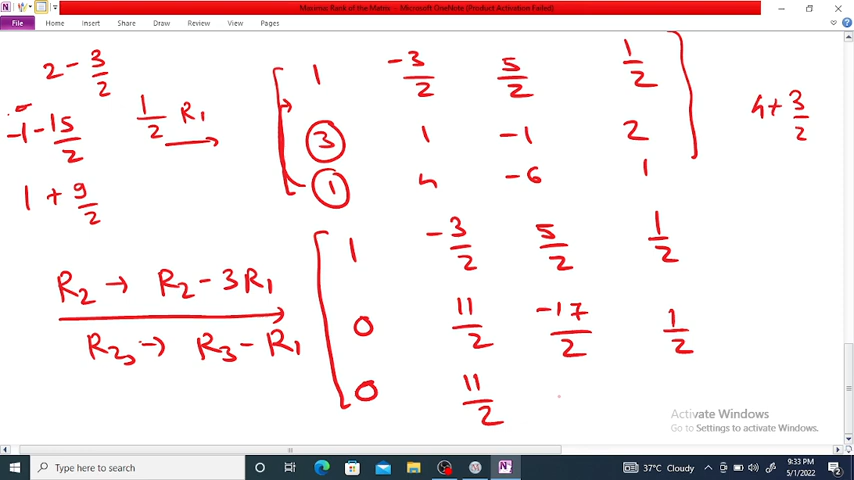 Maximic Rank of the Matrix -- Microsoft OneNote (Product Activation Failed)
File Home Insert Draw History Review View Pages
2 - 3/2
-1 - 15/2
1 + 9/2
1/2 R1 →
1 -3/2 5/2 1/2
3 1 -1 2
1 4 -6 1
4 + 3/2
R2 → R2 - 3R1
R3 → R3 - R1
1 -3/2 5/2 1/2
0 11/2 -17/2 1/2
0 11/2
Activate Windows
Go to Settings to activate Windows.
Type here to search
37°C Cloudy
9:33 PM
5/1/2022
2